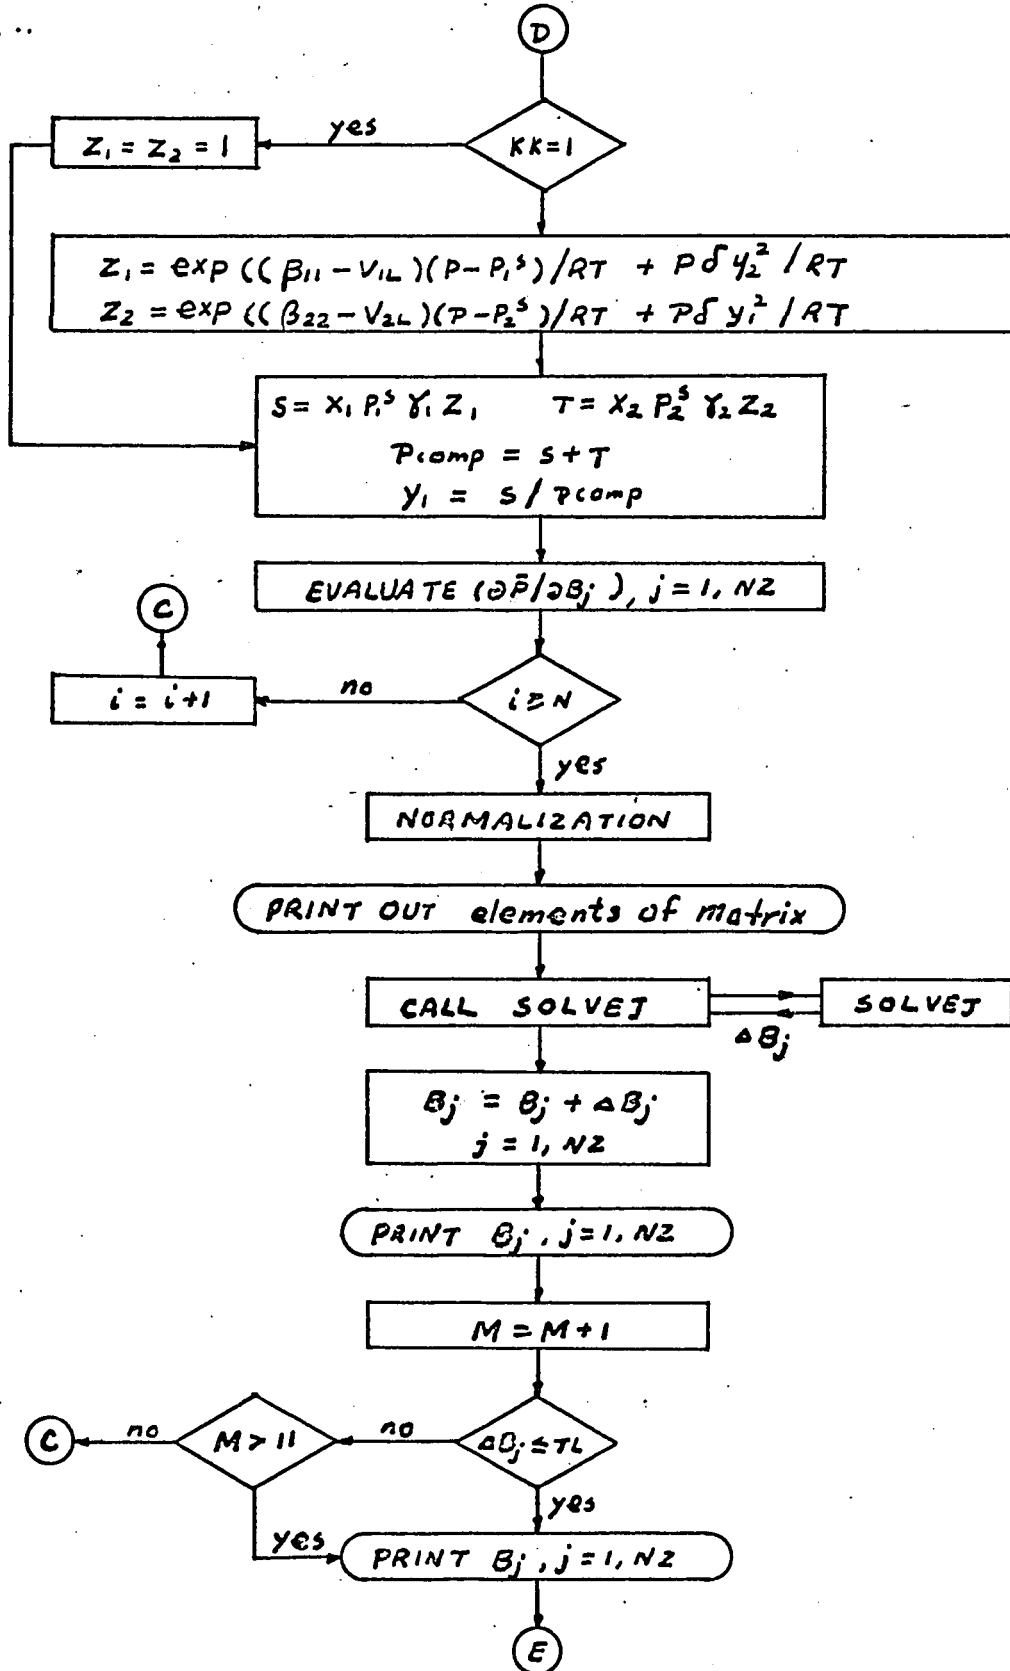 D
KK=1
yes
Z₁ = Z₂ = 1
Z₁ = exp ((β₁₁ - V₁L)(P - P₁ˢ)/RT + Pδ y₂² / RT
Z₂ = exp ((β₂₂ - V₂L)(P - P₂ˢ)/RT + Pδ y₁² / RT
S = X₁ P₁ˢ γ₁ Z₁ T = X₂ P₂ˢ γ₂ Z₂
Pcomp = S + T
y₁ = S / Pcomp
EVALUATE (∂P̄/∂Bj), j = 1, NZ
C
i = i+1
no
i ≥ N
yes
NORMALIZATION
PRINT OUT elements of matrix
CALL SOLVEJ
SOLVEJ
ΔBj
Bj = Bj + ΔBj
j = 1, NZ
PRINT Bj, j = 1, NZ
M = M + 1
C
no
M > 11
no
ΔBj ≤ TL
yes
yes
PRINT Bj, j = 1, NZ
E